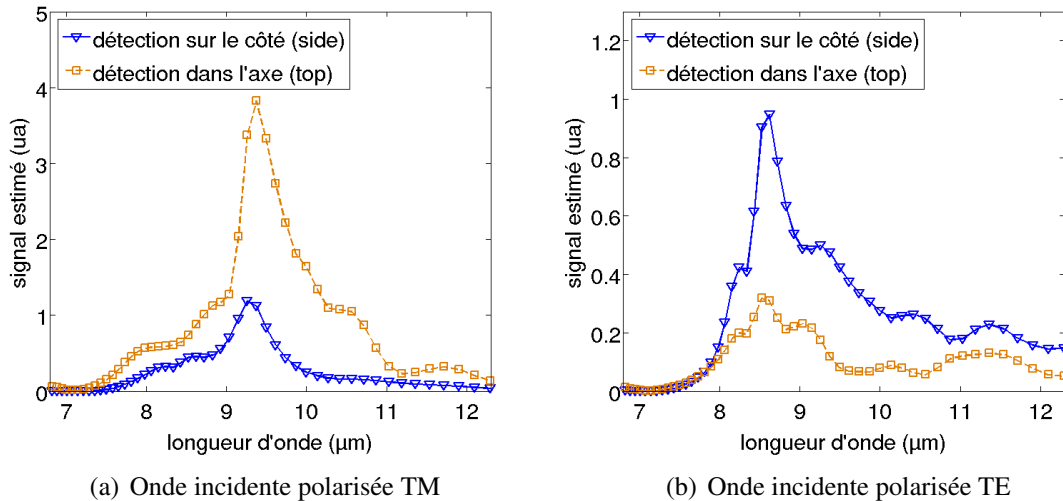 5
4
3
2
1
0
signal estimé (ua)
détection sur le côté (side)
détection dans l'axe (top)
7 8 9 10 11 12
longueur d'onde (µm)
(a) Onde incidente polarisée TM
1.2
1
0.8
0.6
0.4
0.2
0
signal estimé (ua)
détection sur le côté (side)
détection dans l'axe (top)
7 8 9 10 11 12
longueur d'onde (µm)
(b) Onde incidente polarisée TE